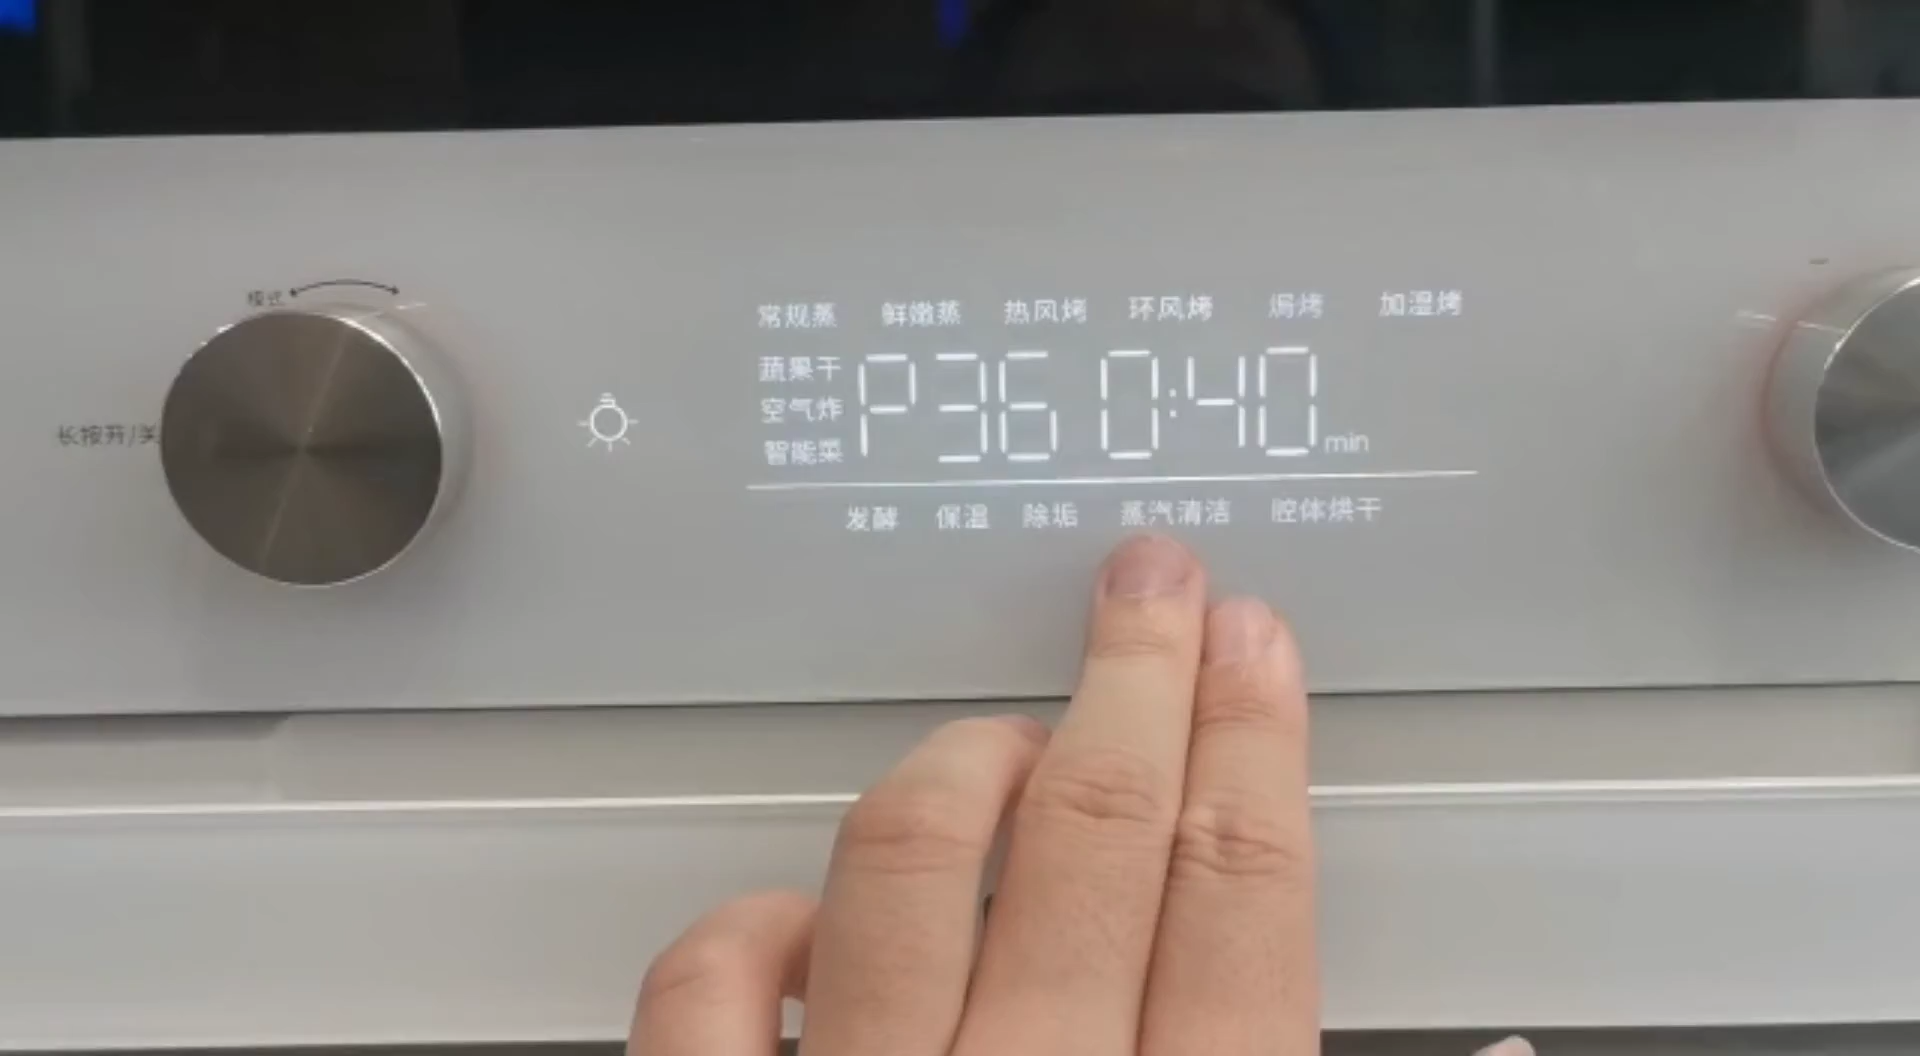 模式
长按开/关
常规蒸 鲜嫩蒸 热风烤 环风烤 焗烤 加湿烤
蔬果干
空气炸
智能菜
P36 0:40 min
发酵 保温 除垢 蒸汽清洁 腔体烘干